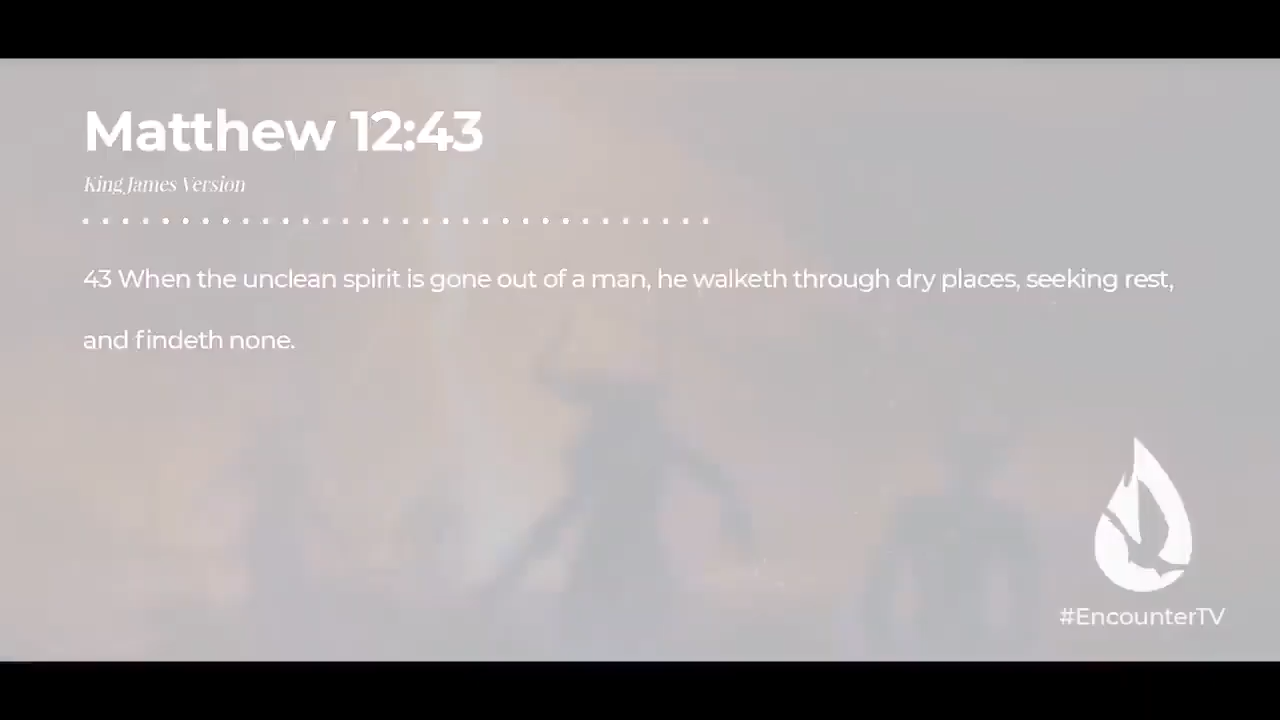 Matthew 12:43
King James Version
43 When the unclean spirit is gone out of a man, he walketh through dry places, seeking rest,
and findeth none.
#EncounterTV